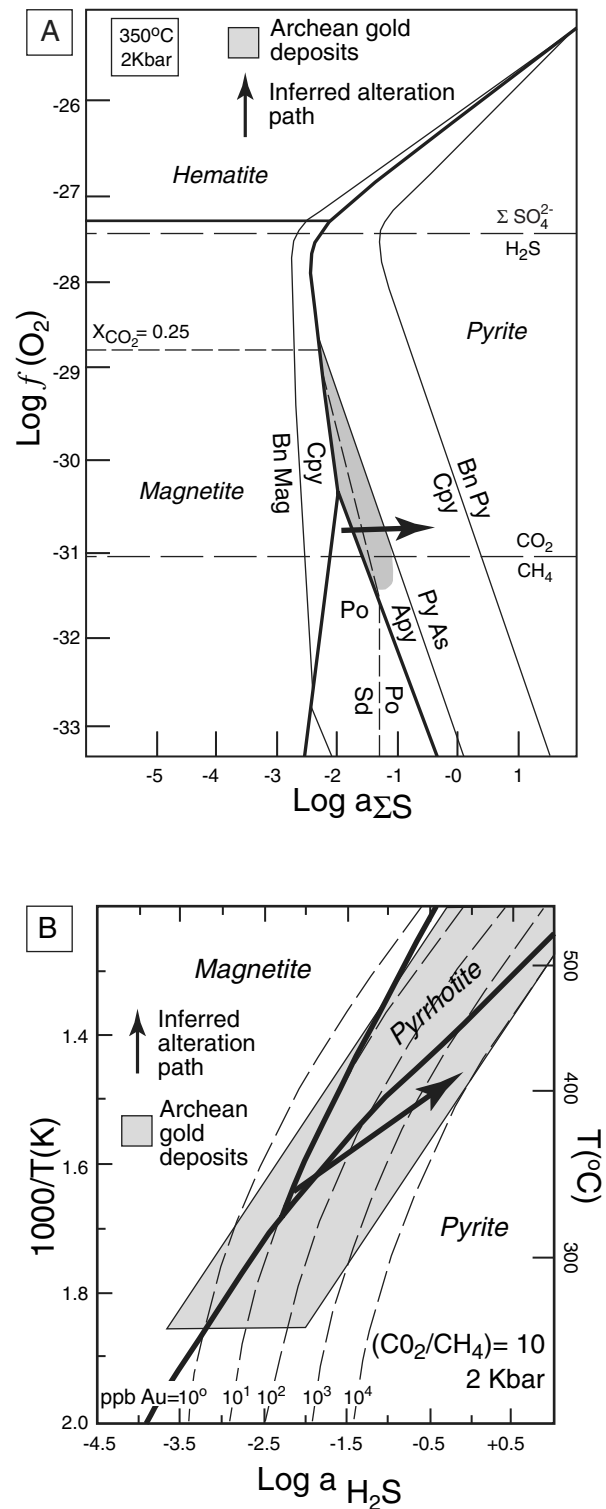 A
350°C
2Kbar
Archean gold
deposits
Inferred alteration
path
-26
-27
-28
-29
-30
-31
-32
-33
Log f (O2)
Hematite
Σ SO4 2-
H2S
XCO2 = 0.25
Pyrite
Magnetite
Bn Mag
Cpy
Bn Py
Cpy
CO2
CH4
Po
Apy
Py As
Sd
Po
-5
-4
-3
-2
-1
-0
1
Log aΣS
B
Magnetite
Pyrrhotite
Inferred
alteration
path
Archean
gold
deposits
Pyrite
1.4
1.6
1.8
2.0
1000/T(K)
500
400
300
T(°C)
(C02/CH4)= 10
2 Kbar
ppb Au=10° 10¹ 10² 10³ 10⁴
-4.5
-3.5
-2.5
-1.5
-0.5
+0.5
Log a H2S